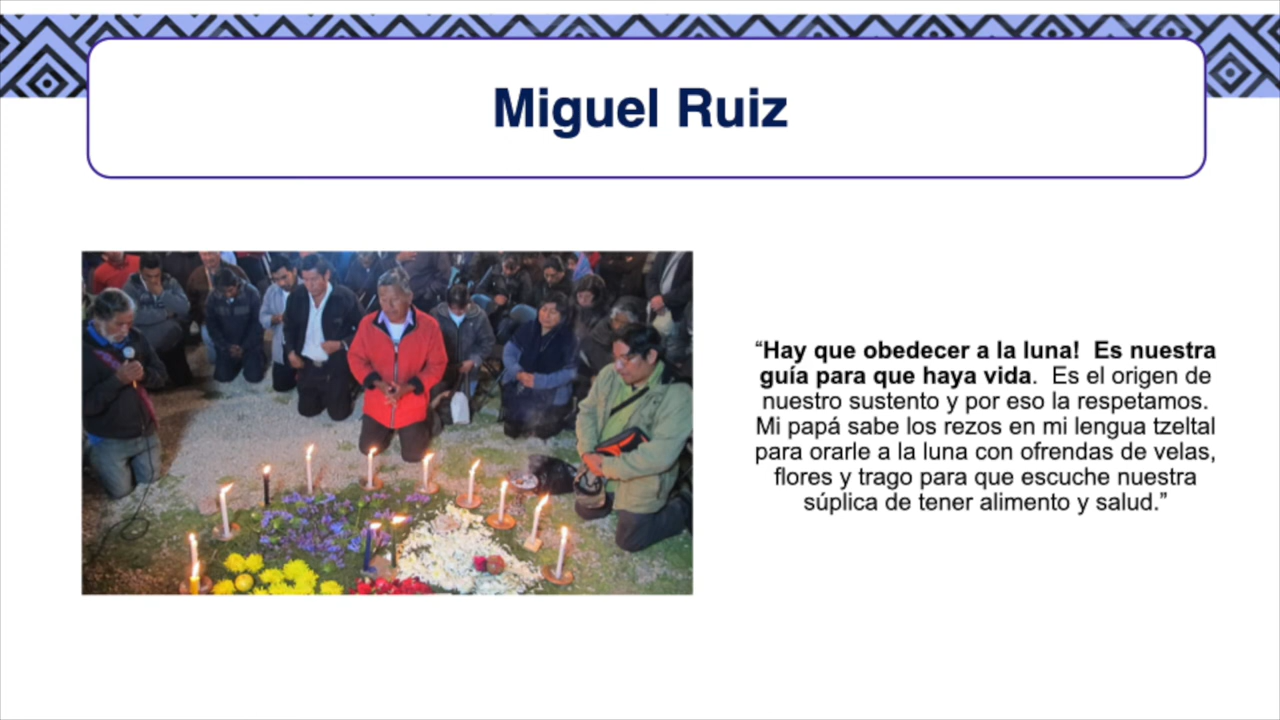 Miguel Ruiz
“Hay que obedecer a la luna!  Es nuestra
guía para que haya vida.  Es el origen de
nuestro sustento y por eso la respetamos.
Mi papá sabe los rezos en mi lengua tzeltal
para orarle a la luna con ofrendas de velas,
flores y trago para que escuche nuestra
súplica de tener alimento y salud.”